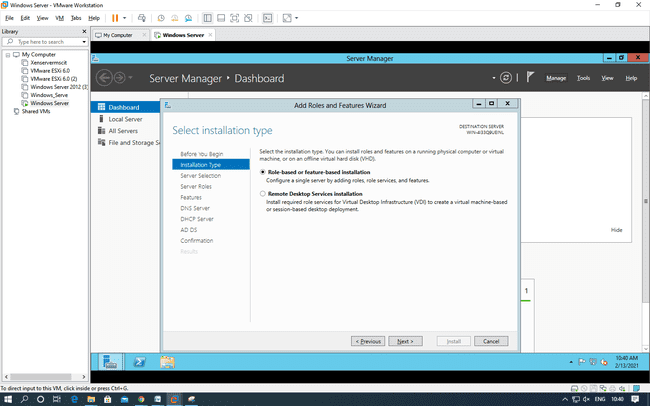 Windows Server - VMware Workstation
File Edit View VM Tabs Help
Library
Type here to search
My Computer
Xenservermscit
VMware ESXi 6.0
VMware ESXi 6.0 (2)
Windows Server 2012 (3)
Windows_Serve
Windows Server
Shared VMs
My Computer
Windows Server
Server Manager
Server Manager • Dashboard
Manage Tools View Help
Dashboard
Local Server
All Servers
File and Storage S
Add Roles and Features Wizard
Select installation type
DESTINATION SERVER
Before You Begin
Installation Type
Server Selection
Server Roles
Features
DNS Server
DHCP Server
AD DS
Confirmation
Results
Select the installation type. You can install roles and features on a running physical computer or virtual
machine, or on an offline virtual hard disk (VHD).
Role-based or feature-based installation
Configure a single server by adding roles, role services, and features.
Remote Desktop Services installation
Install required role services for Virtual Desktop Infrastructure (VDI) to create a virtual machine-based
or session-based desktop deployment.
< Previous
Next >
Install
Cancel
Hide
1
10:40 AM
2/13/2021
To direct input to this VM, click inside or press Ctrl+G.
ENG 10:40